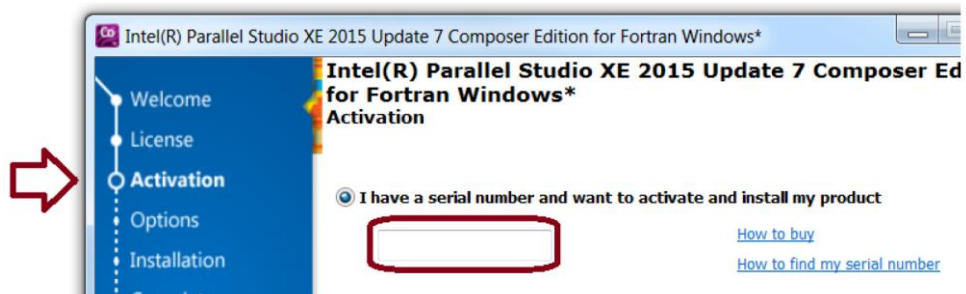 Intel(R) Parallel Studio XE 2015 Update 7 Composer Edition for Fortran Windows*
Intel(R) Parallel Studio XE 2015 Update 7 Composer Ed
for Fortran Windows*
Activation
Welcome
License
Activation
Options
Installation
I have a serial number and want to activate and install my product
How to buy
How to find my serial number